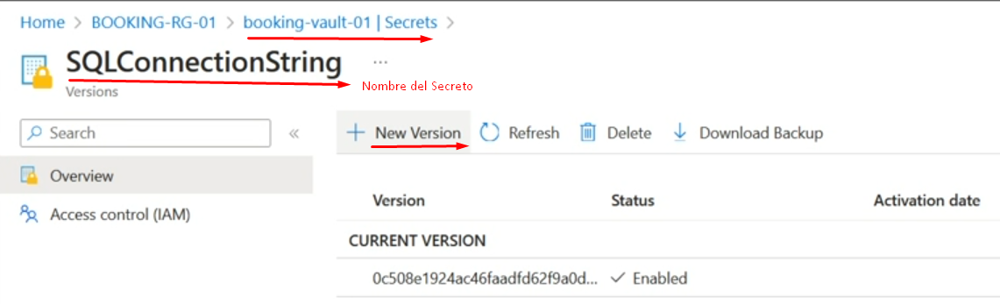 Home > BOOKING-RG-01 > booking-vault-01 | Secrets >
SQLConnectionString ...
Nombre del Secreto
Versions
Search «
New Version Refresh Delete Download Backup
Overview
Access control (IAM)
Version Status Activation date
CURRENT VERSION
0c508e1924ac46faadfd62f9a0d... Enabled